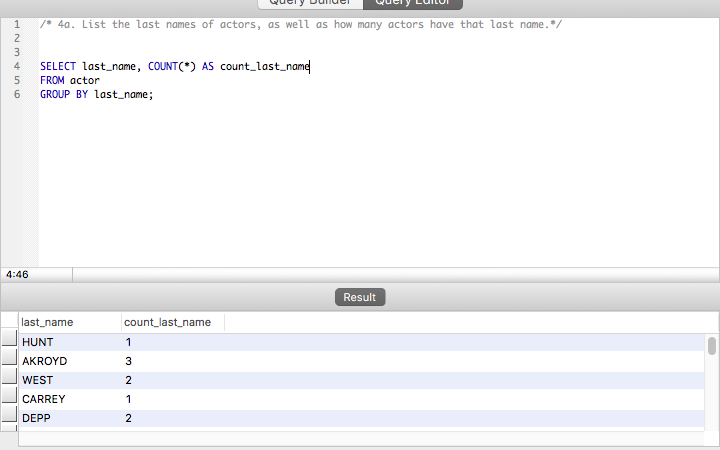 Query Builder Query Editor
1 /* 4a. List the last names of actors, as well as how many actors have that last name.*/
2
3
4 SELECT last_name, COUNT(*) AS count_last_name
5 FROM actor
6 GROUP BY last_name;
4:46
Result
last_name count_last_name
HUNT 1
AKROYD 3
WEST 2
CARREY 1
DEPP 2